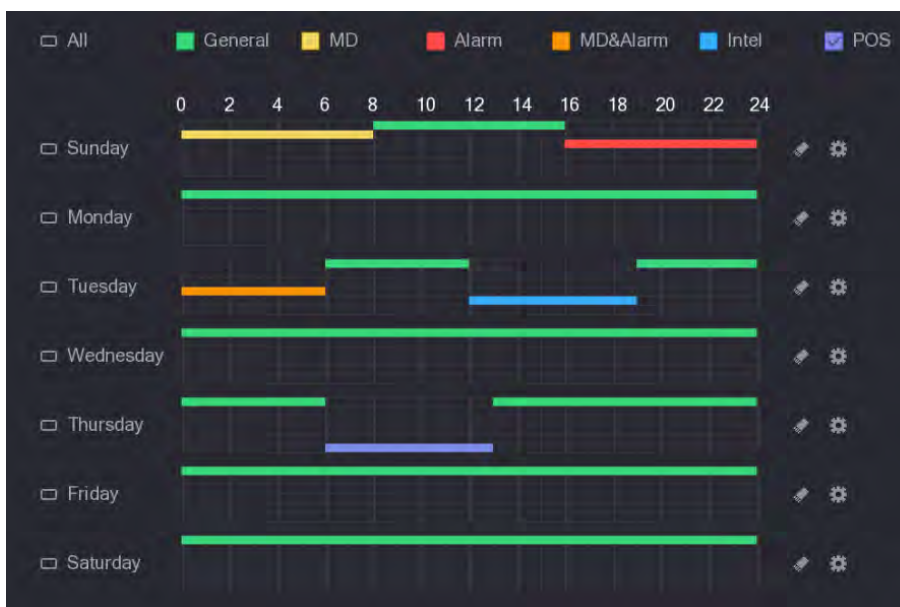 All General MD Alarm MD&Alarm Intel POS
0 2 4 6 8 10 12 14 16 18 20 22 24
Sunday
Monday
Tuesday
Wednesday
Thursday
Friday
Saturday